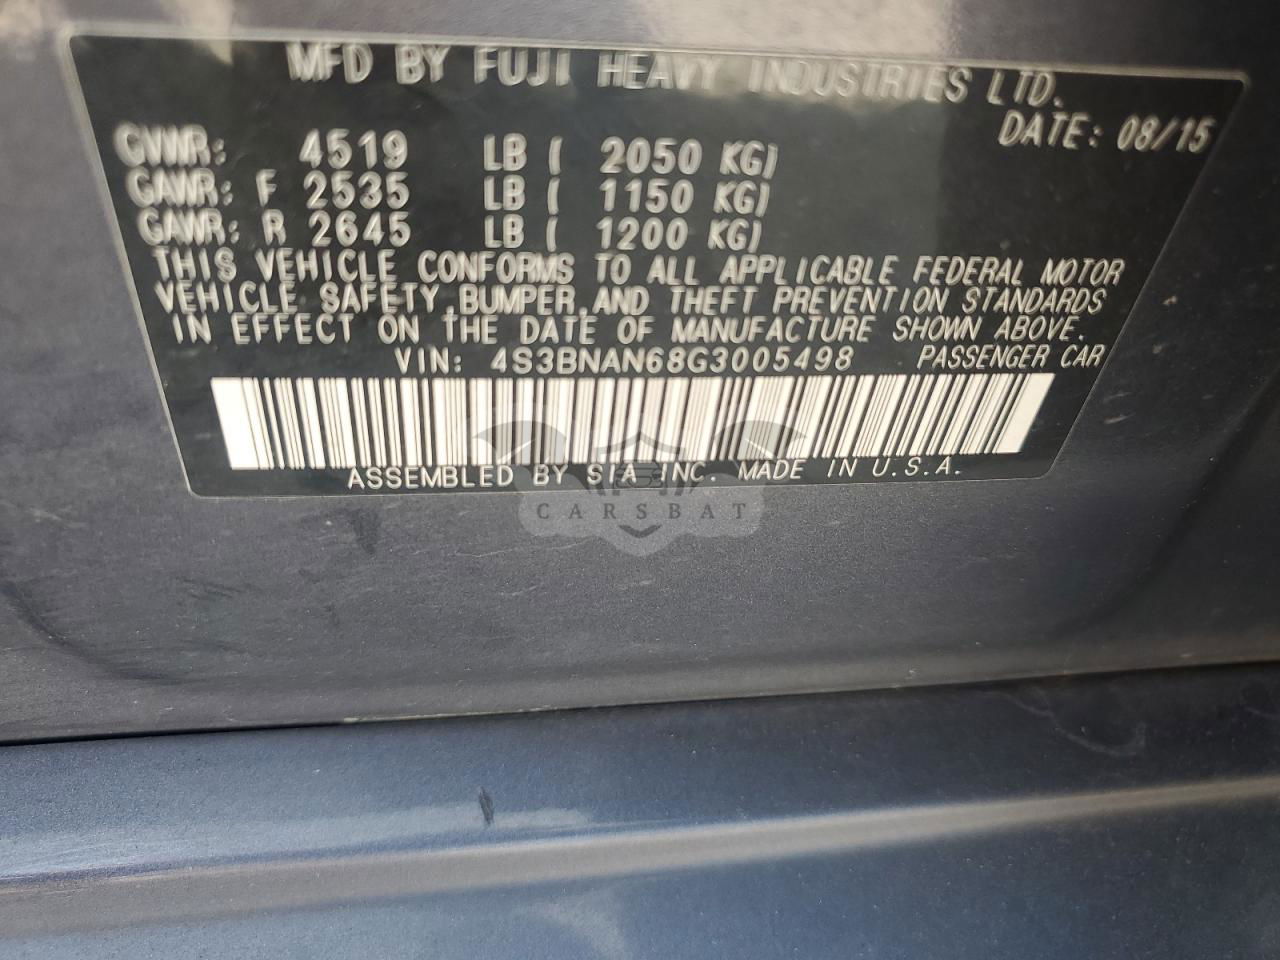 MFD BY FUJI HEAVY INDUSTRIES LTD.
DATE: 08/15
GVWR: 4519 LB ( 2050 KG)
GAWR: F 2535 LB ( 1150 KG)
GAWR: R 2645 LB ( 1200 KG)
THIS VEHICLE CONFORMS TO ALL APPLICABLE FEDERAL MOTOR
VEHICLE SAFETY,BUMPER,AND THEFT PREVENTION STANDARDS
IN EFFECT ON THE DATE OF MANUFACTURE SHOWN ABOVE.
VIN: 4S3BNAN68G3005498 PASSENGER CAR
ASSEMBLED BY SIA INC. MADE IN U.S.A.
CARSBAT